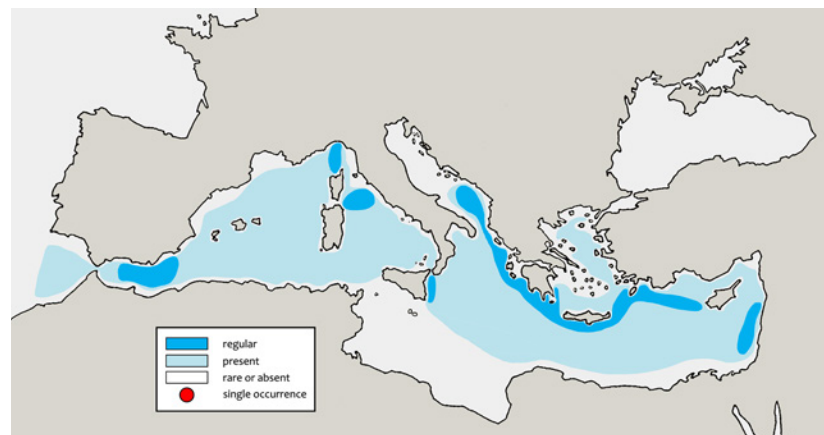 regular
present
rare or absent
single occurrence